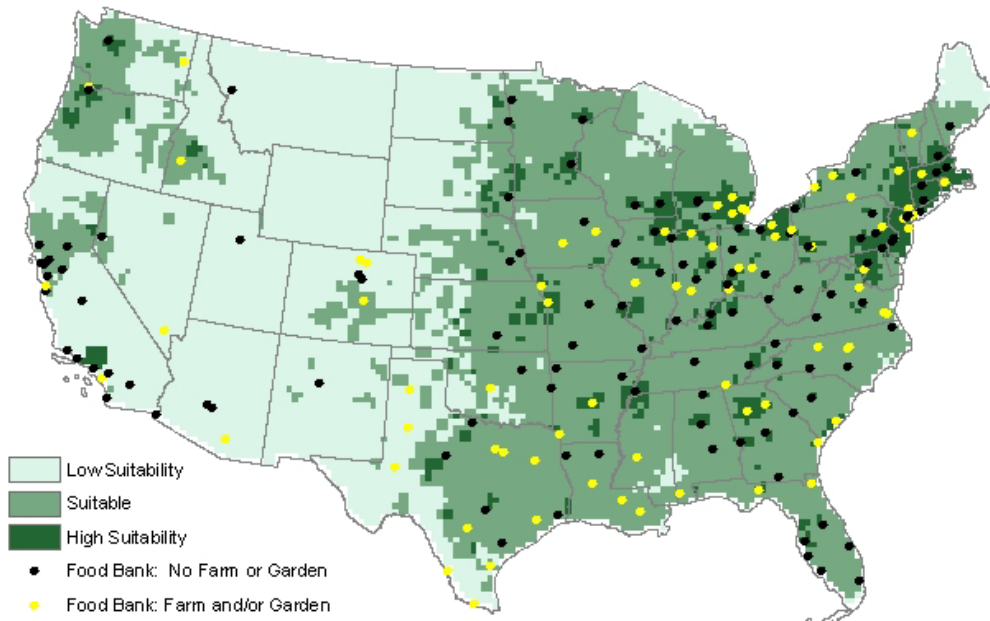 Low Suitability
Suitable
High Suitability
Food Bank: No Farm or Garden
Food Bank: Farm and/or Garden